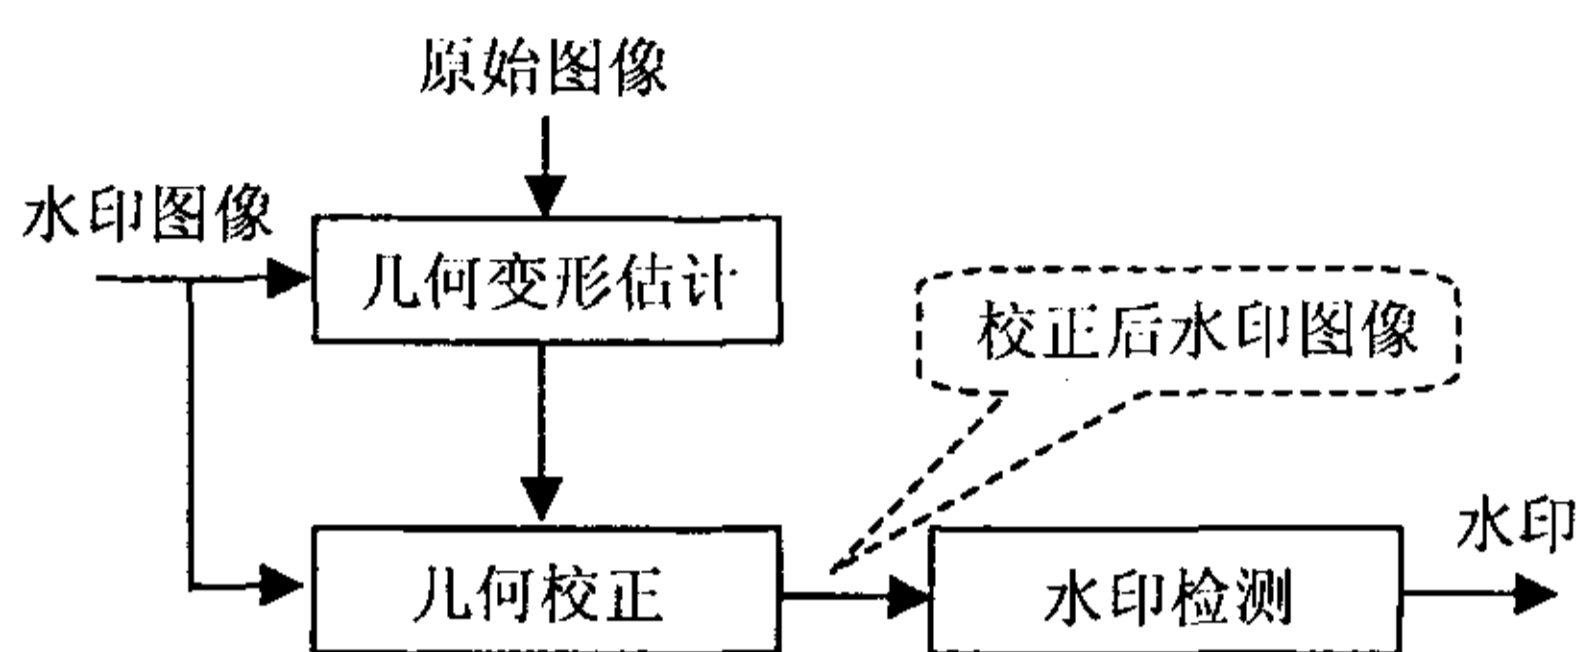 原始图像
水印图像
几何变形估计
校正后水印图像
几何校正
水印检测
水印